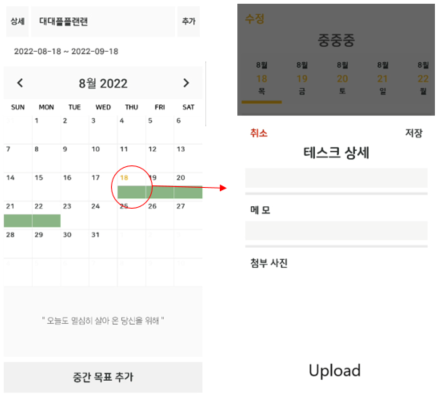 상세 대대플플랜랜 추가
2022-08-18 ~ 2022-09-18
8월 2022
SUN MON TUE WED THU FRI SAT
1 2 3 4 5 6
7 8 9 10 11 12 13
14 15 16 17 18 19 20
21 22 23 24 25 26 27
28 29 30 31
" 오늘도 열심히 살아 온 당신을 위해 "
중간 목표 추가
수정
중중중
8월 8월 8월 8월 8월
18 19 20 21 22
목 금 토 일 월
취소 저장
테스크 상세
메 모
첨부 사진
Upload